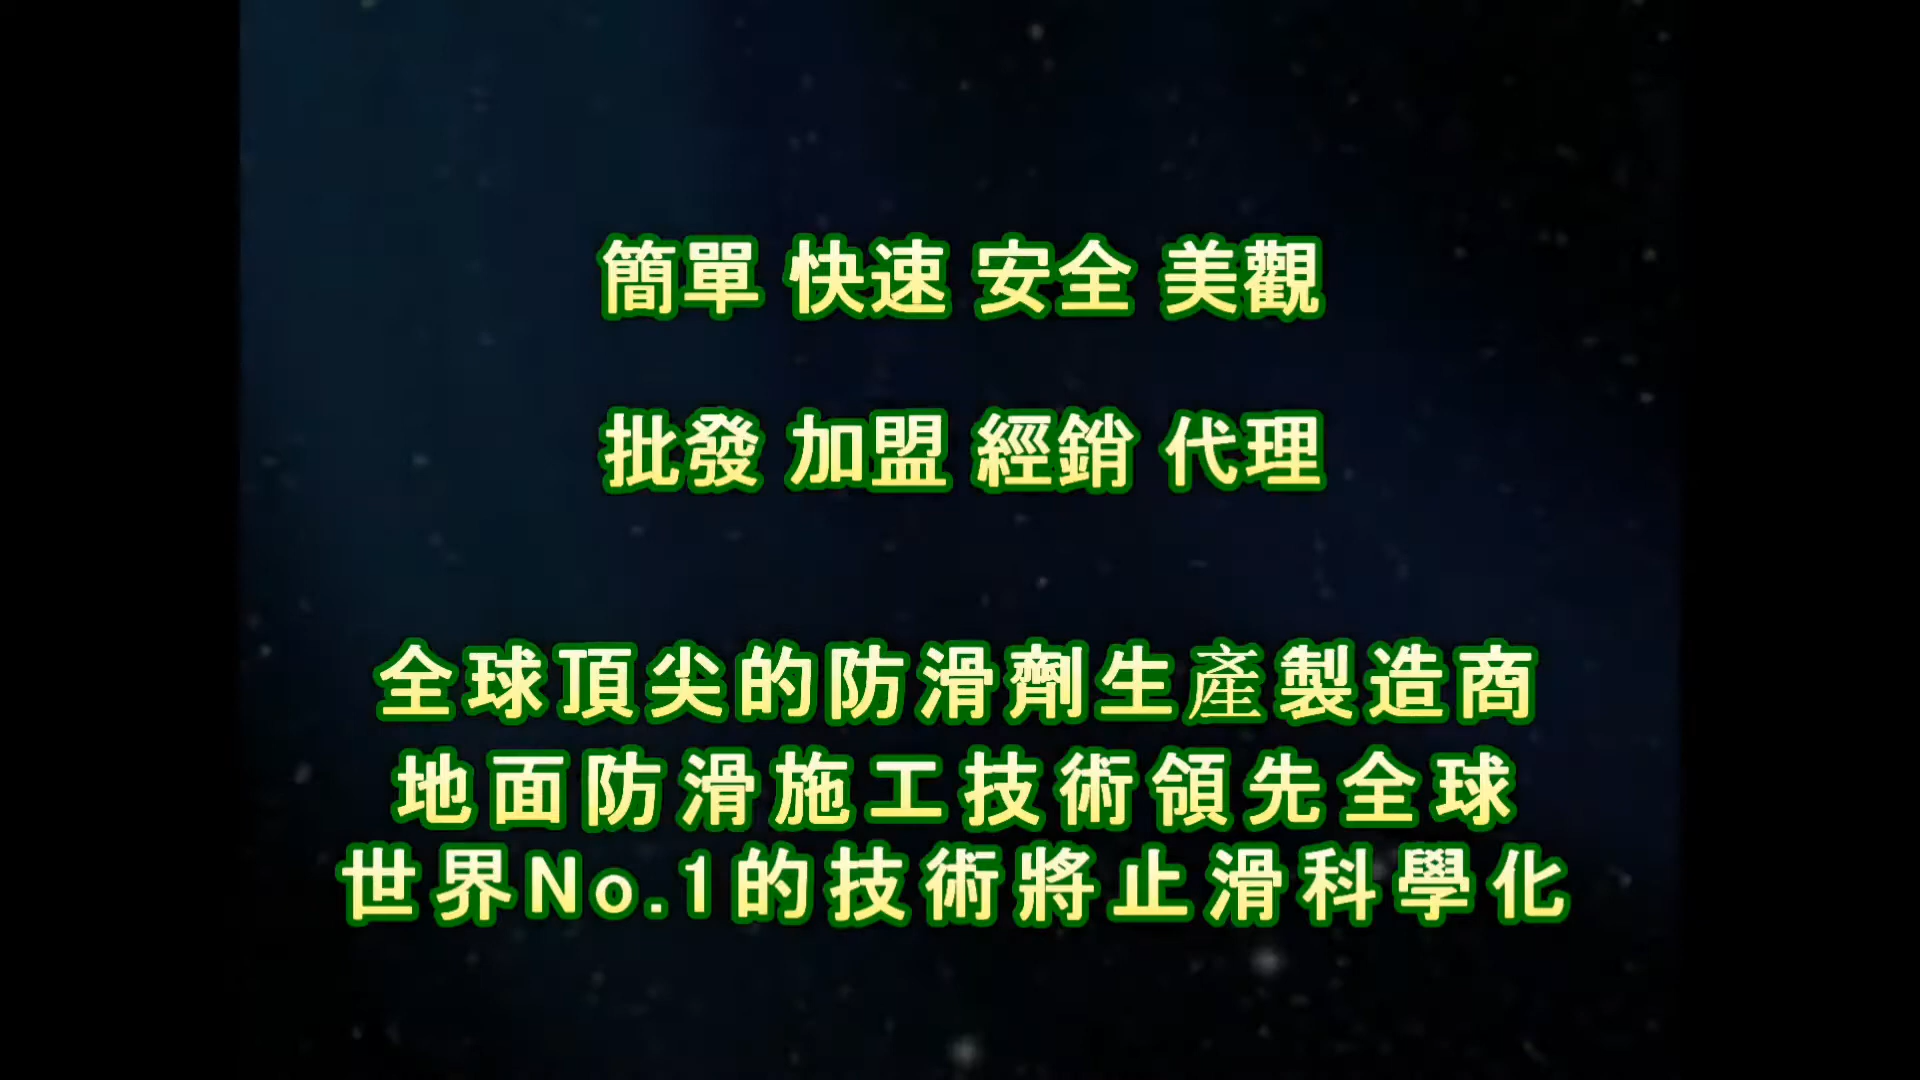 簡單 快速 安全 美觀
批發 加盟 經銷 代理
全球頂尖的防滑劑生產製造商
地面防滑施工技術領先全球
世界No.1的技術將止滑科學化